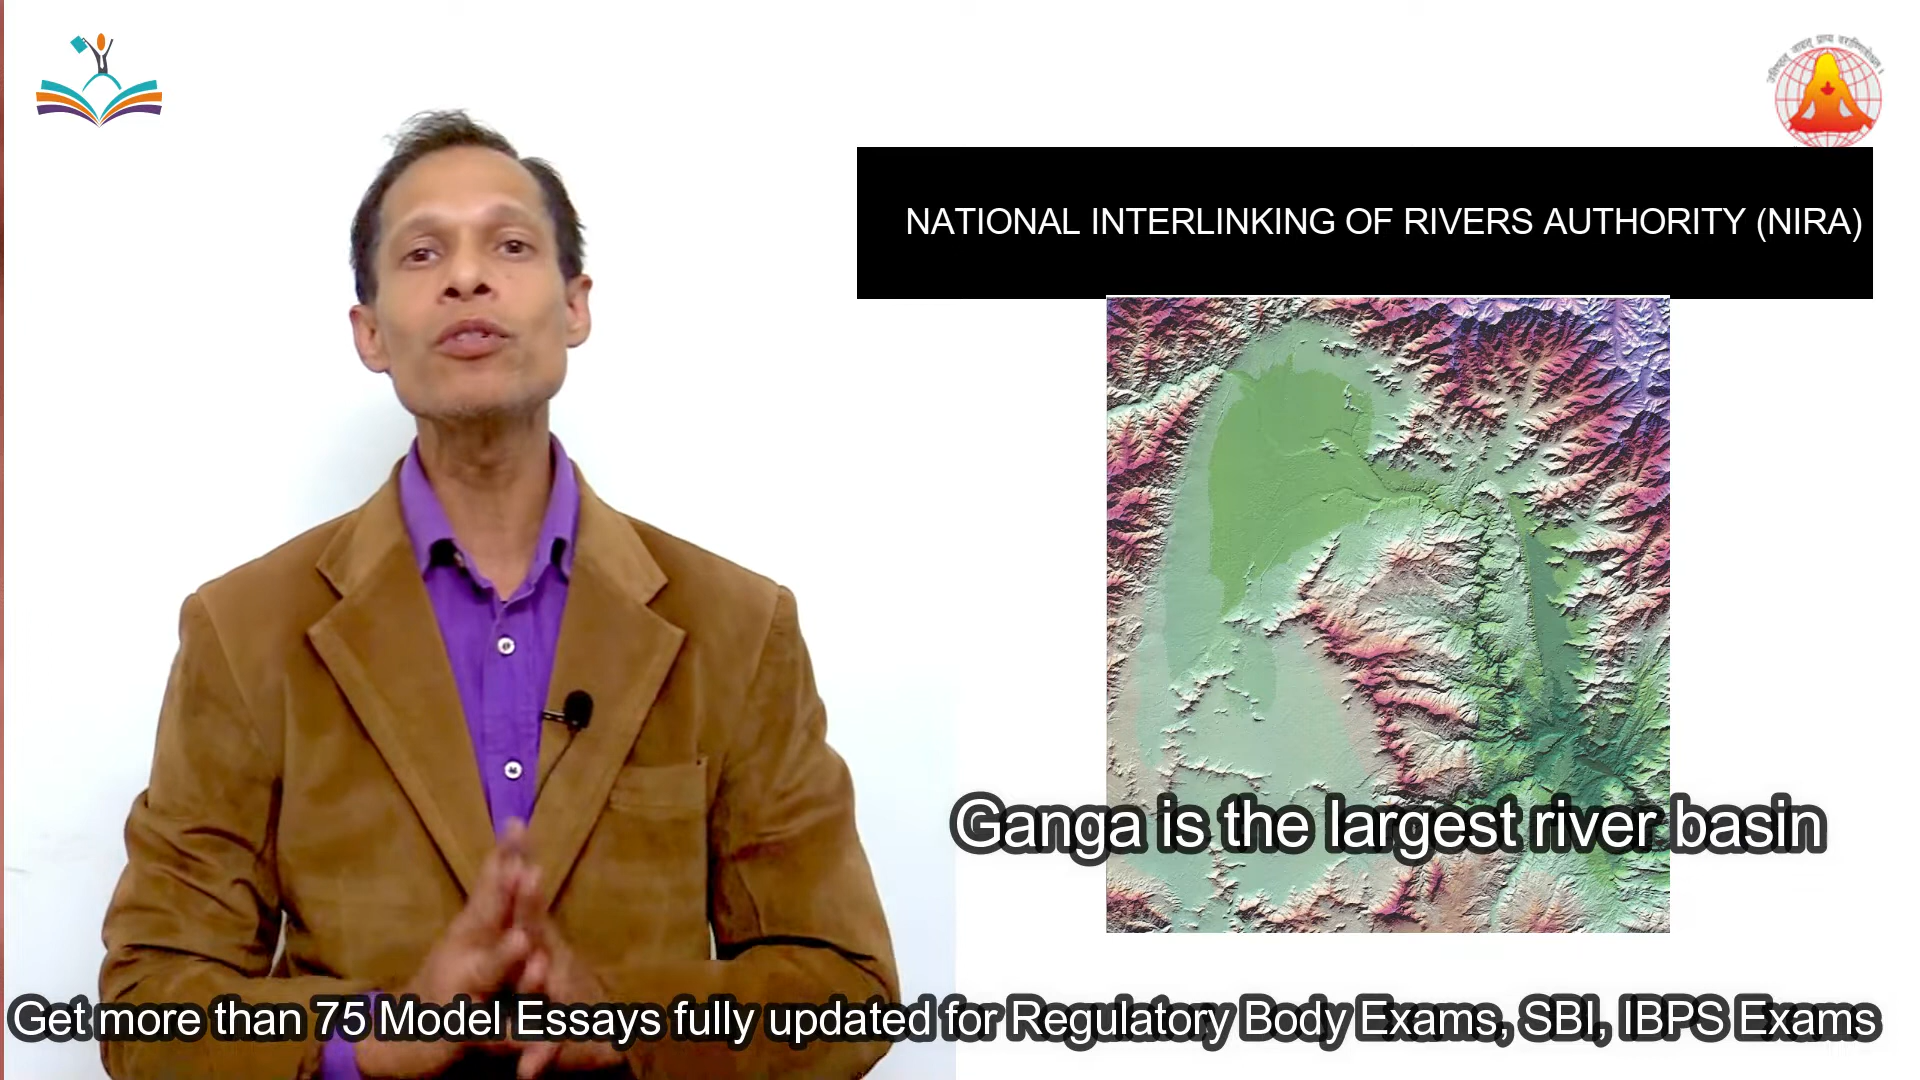 NATIONAL INTERLINKING OF RIVERS AUTHORITY (NIRA)
Ganga is the largest river basin
Get more than 75 Model Essays fully updated for Regulatory Body Exams, SBI, IBPS Exams